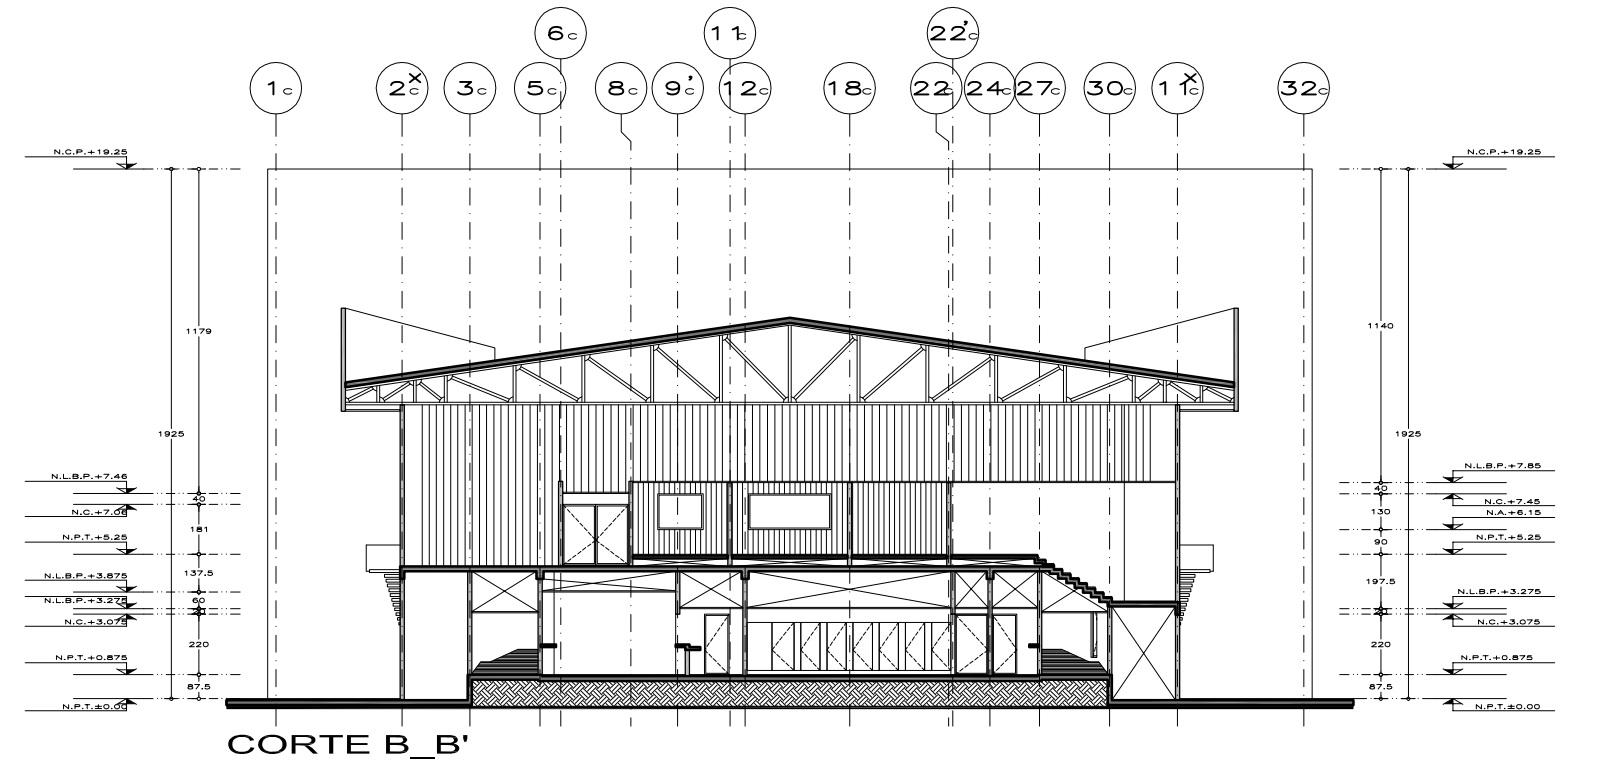 6c
11c
22'c
1c
2xc
3c
5c
8c
9'c
12c
18c
22c
24c
27c
30c
11xc
32c
N.C.P.+19.25
N.C.P.+19.25
1179
1140
1925
1925
N.L.B.P.+7.46
N.L.B.P.+7.85
40
40
N.C.+7.06
N.C.+7.45
130
N.A.+6.15
181
N.P.T.+5.25
N.P.T.+5.25
90
N.L.B.P.+3.875
137.5
197.5
N.L.B.P.+3.275
60
N.L.B.P.+3.275
N.C.+3.075
N.C.+3.075
220
220
N.P.T.+0.875
N.P.T.+0.875
87.5
87.5
N.P.T.±0.00
N.P.T.±0.00
CORTE B_B'